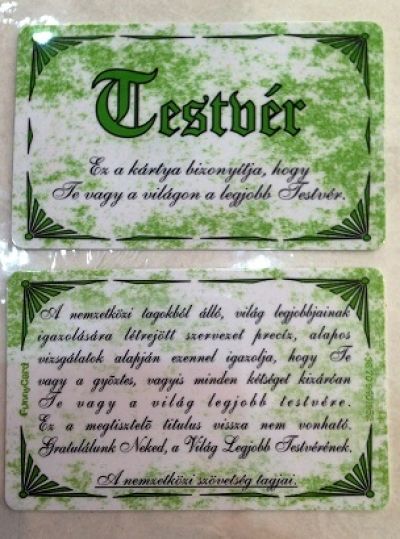 Testvér
Ez a kártya bizonyítja, hogy
Te vagy a világon a legjobb Testvér.
A nemzetközi tagokból álló, világ legjobbjainak
igazolására létrejött szervezet precíz, alapos
vizsgálatok alapján ezennel igazolja, hogy Te
vagy a győztes, vagyis minden kétséget kizáróan
Te vagy a világ legjobb testvére.
Ez a megtisztelő titulus vissza nem vonható.
Gratulálunk Neked, a Világ Legjobb Testvérének.
A nemzetközi szövetség tagjai.
FunnyCard